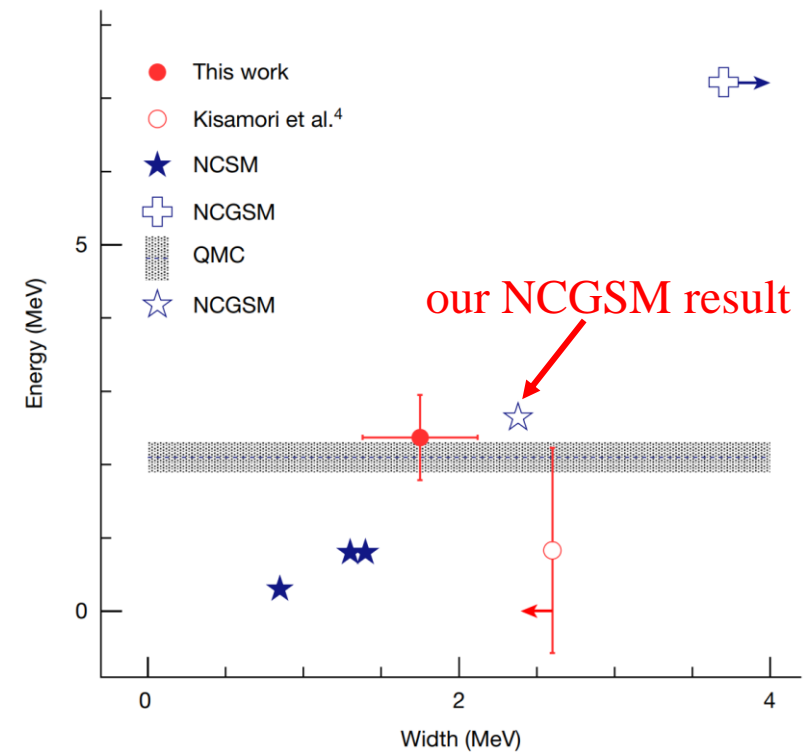 This work
Kisamori et al.⁴
NCSM
NCGSM
QMC
NCGSM
our NCGSM result
5
0
Energy (MeV)
0 2 4
Width (MeV)